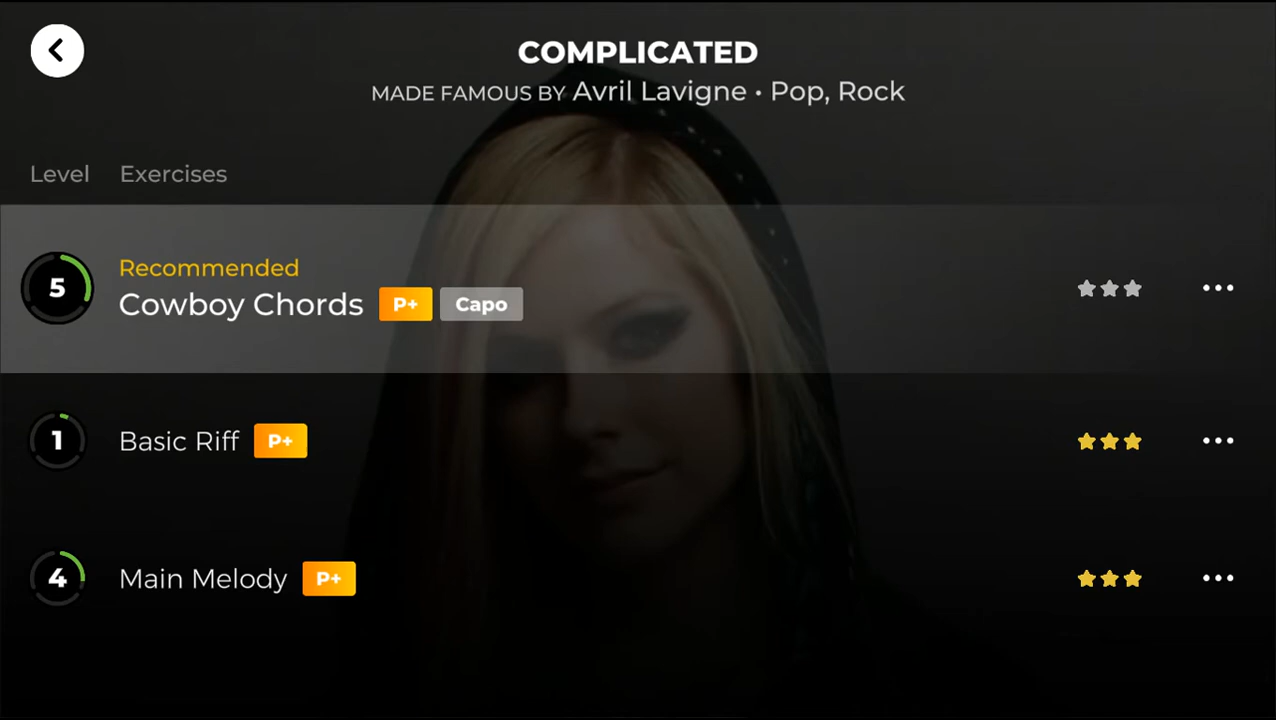 COMPLICATED
MADE FAMOUS BY Avril Lavigne • Pop, Rock
Level Exercises
5 Recommended
Cowboy Chords P+ Capo
1 Basic Riff P+
4 Main Melody P+